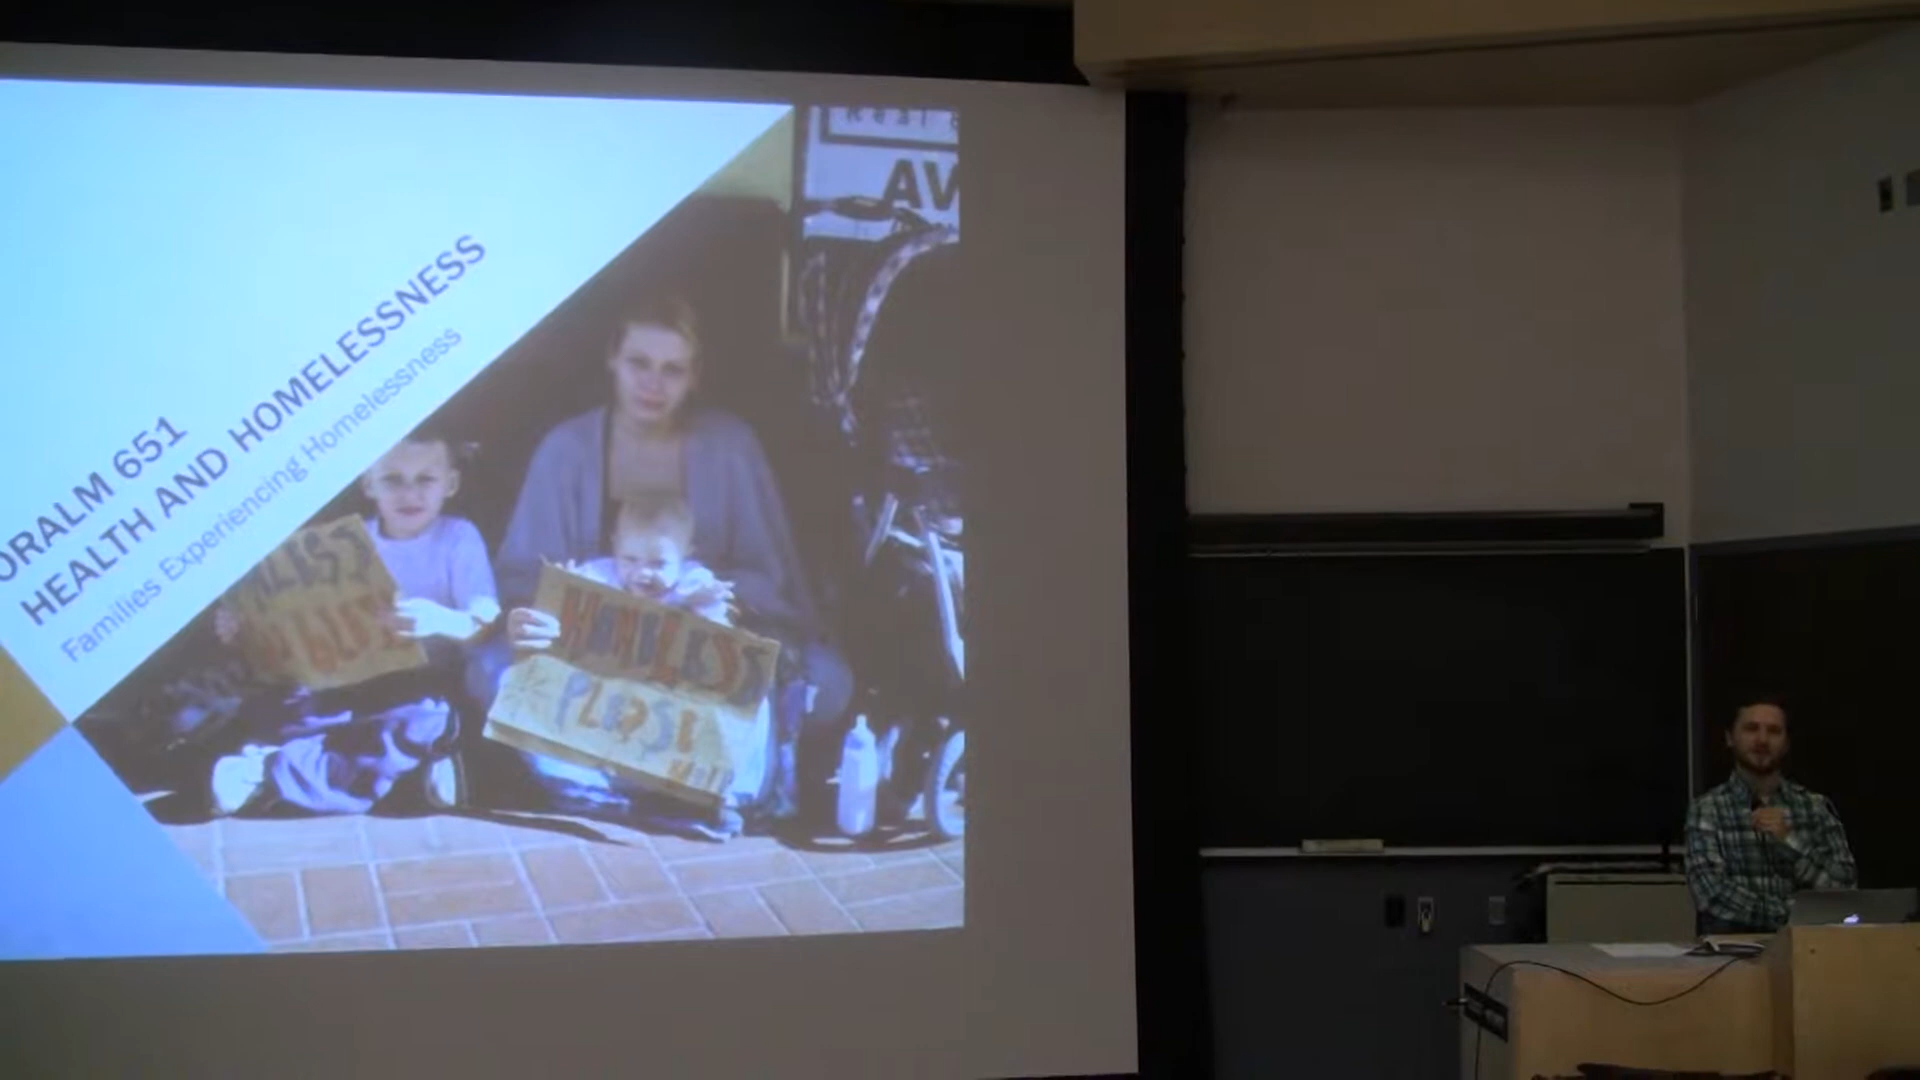 ORALM 651
HEALTH AND HOMELESSNESS
Families Experiencing Homelessness
AV
HOMELESS
PLEASE